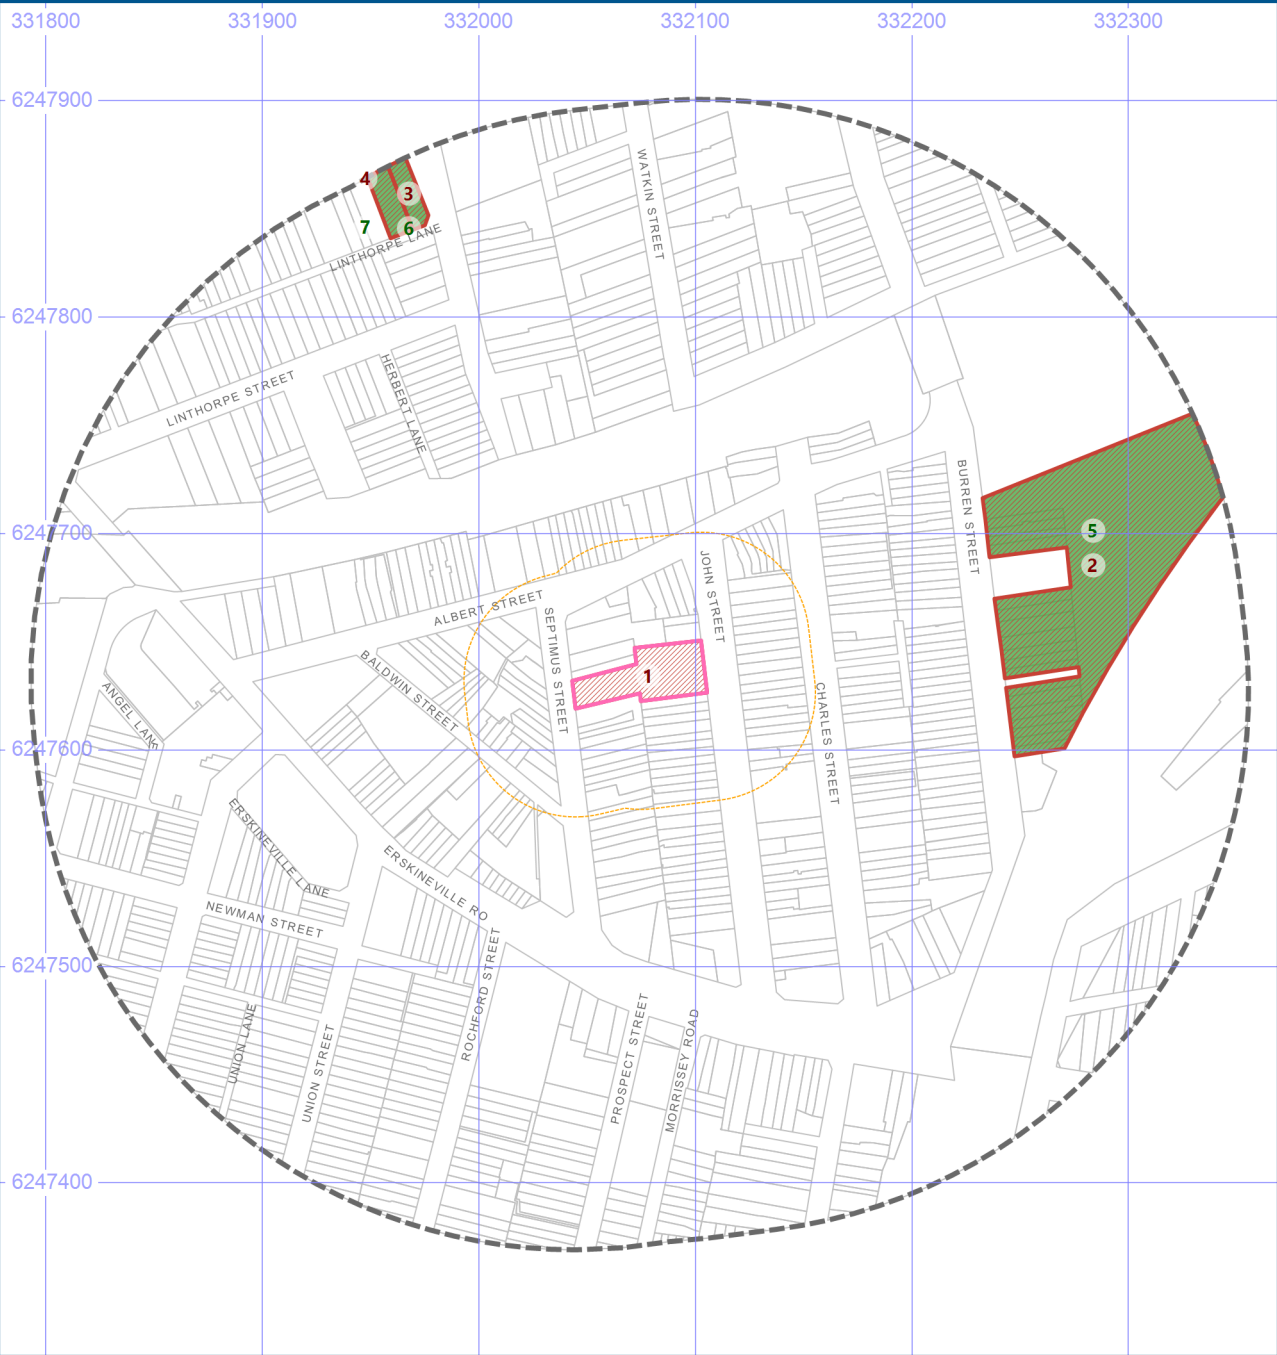 331800 331900 332000 332100 332200 332300
6247900
WATKIN STREET
4
3
7
6
LINTHORPE LANE
6247800
HERBERT LANE
LINTHORPE STREET
BURREN STREET
6247700
5
2
JOHN STREET
ALBERT STREET
SEPTIMUS STREET
BALDWIN STREET
1
ANGEL LANE
CHARLES STREET
6247600
ERSKINEVILLE LANE
ERSKINEVILLE RO
NEWMAN STREET
6247500
ROCHFORD STREET
UNION LANE
UNION STREET
PROSPECT STREET
MORRISSEY ROAD
6247400